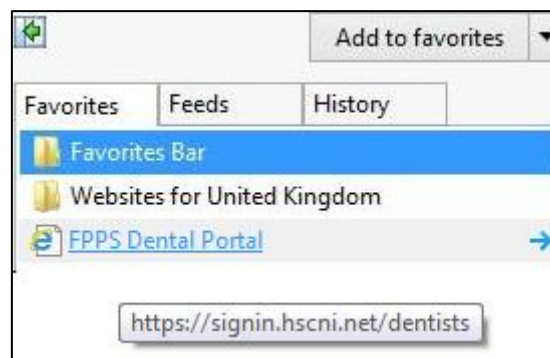 Add to favorites
Favorites Feeds History
Favorites Bar
Websites for United Kingdom
FPPS Dental Portal
https://signin.hscni.net/dentists